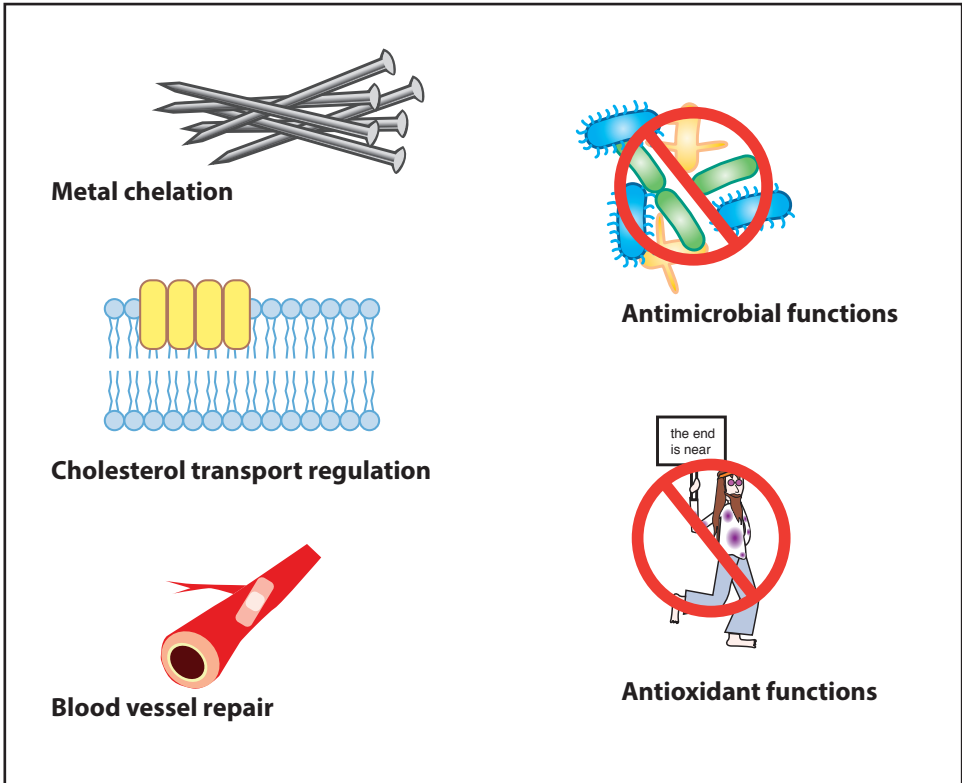 Metal chelation
Antimicrobial functions
Cholesterol transport regulation
the end
is near
Blood vessel repair
Antioxidant functions